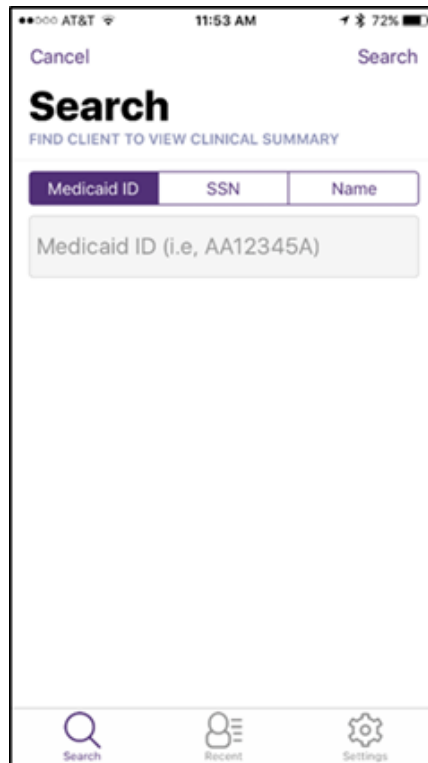 AT&T 11:53 AM 72%
Cancel Search
Search
FIND CLIENT TO VIEW CLINICAL SUMMARY
Medicaid ID SSN Name
Medicaid ID (i.e, AA12345A)
Search Recent Settings